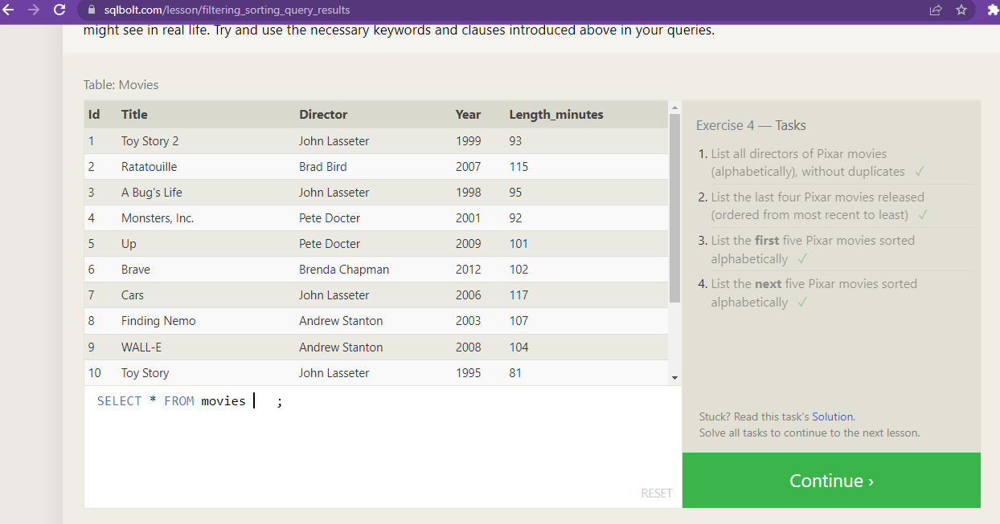 sqlbolt.com/lesson/filtering_sorting_query_results
might see in real life. Try and use the necessary keywords and clauses introduced above in your queries.
Table: Movies
Id Title Director Year Length_minutes
1 Toy Story 2 John Lasseter 1999 93
2 Ratatouille Brad Bird 2007 115
3 A Bug's Life John Lasseter 1998 95
4 Monsters, Inc. Pete Docter 2001 92
5 Up Pete Docter 2009 101
6 Brave Brenda Chapman 2012 102
7 Cars John Lasseter 2006 117
8 Finding Nemo Andrew Stanton 2003 107
9 WALL-E Andrew Stanton 2008 104
10 Toy Story John Lasseter 1995 81
SELECT * FROM movies ;
RESET
Exercise 4 — Tasks
1. List all directors of Pixar movies
(alphabetically), without duplicates ✓
2. List the last four Pixar movies released
(ordered from most recent to least) ✓
3. List the first five Pixar movies sorted
alphabetically ✓
4. List the next five Pixar movies sorted
alphabetically ✓
Stuck? Read this task's Solution.
Solve all tasks to continue to the next lesson.
Continue ›